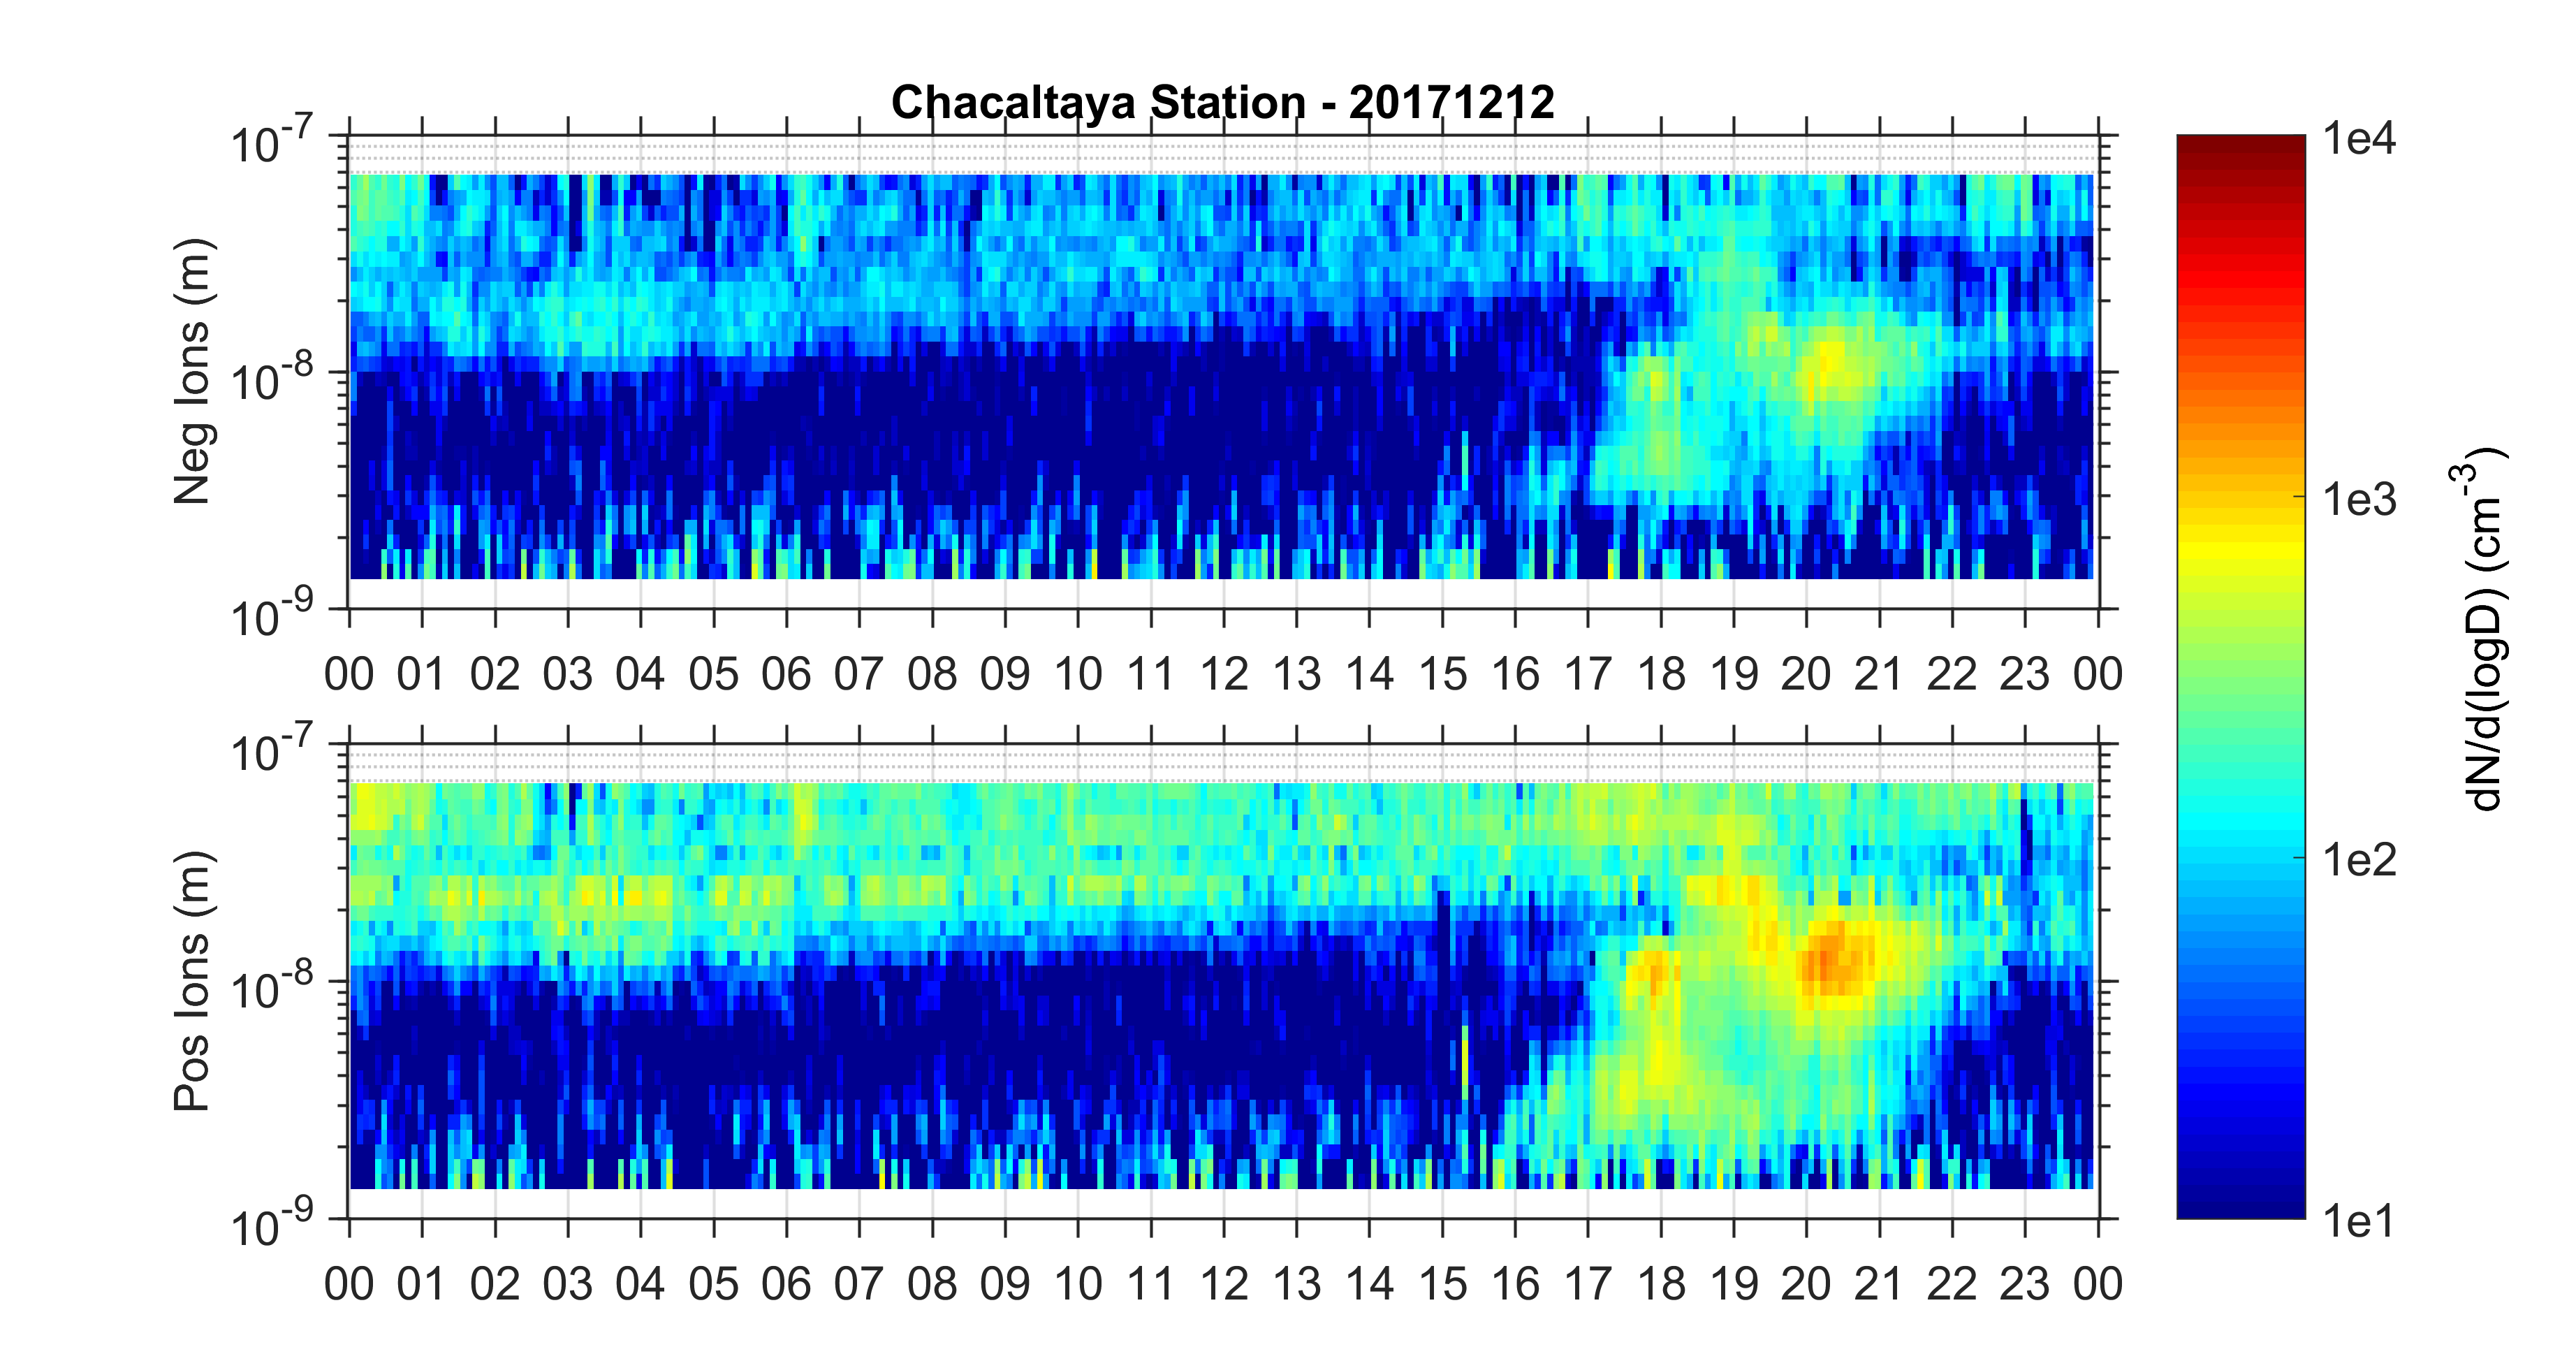 Chacaltaya Station - 20171212
10-7
10-8
10-9
Neg Ions (m)
00 01 02 03 04 05 06 07 08 09 10 11 12 13 14 15 16 17 18 19 20 21 22 23 00
10-7
10-8
10-9
Pos Ions (m)
00 01 02 03 04 05 06 07 08 09 10 11 12 13 14 15 16 17 18 19 20 21 22 23 00
1e4
1e3
1e2
1e1
dN/d(logD) (cm-3)